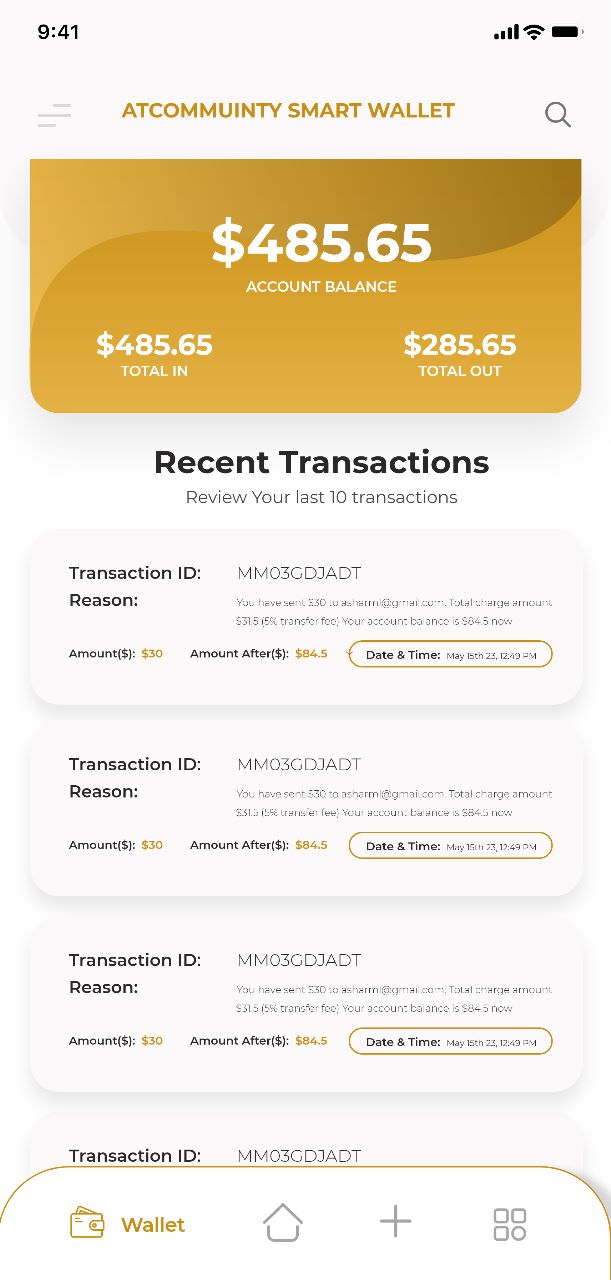 9:41
ATCOMMUINTY SMART WALLET
$485.65
ACCOUNT BALANCE
$485.65 $285.65
TOTAL IN TOTAL OUT
Recent Transactions
Review Your last 10 transactions
Transaction ID: MM03GDJADT
Reason: You have sent $30 to asharml@gmail.com. Total charge amount
$31.5 (5% transfer fee) Your account balance is $84.5 now
Amount($): $30 Amount After($): $84.5 Date & Time: May 15th 23, 12:49 PM
Transaction ID: MM03GDJADT
Reason: You have sent $30 to asharml@gmail.com. Total charge amount
$31.5 (5% transfer fee) Your account balance is $84.5 now
Amount($): $30 Amount After($): $84.5 Date & Time: May 15th 23, 12:49 PM
Transaction ID: MM03GDJADT
Reason: You have sent $30 to asharml@gmail.com. Total charge amount
$31.5 (5% transfer fee) Your account balance is $84.5 now
Amount($): $30 Amount After($): $84.5 Date & Time: May 15th 23, 12:49 PM
Transaction ID: MM03GDJADT
Wallet